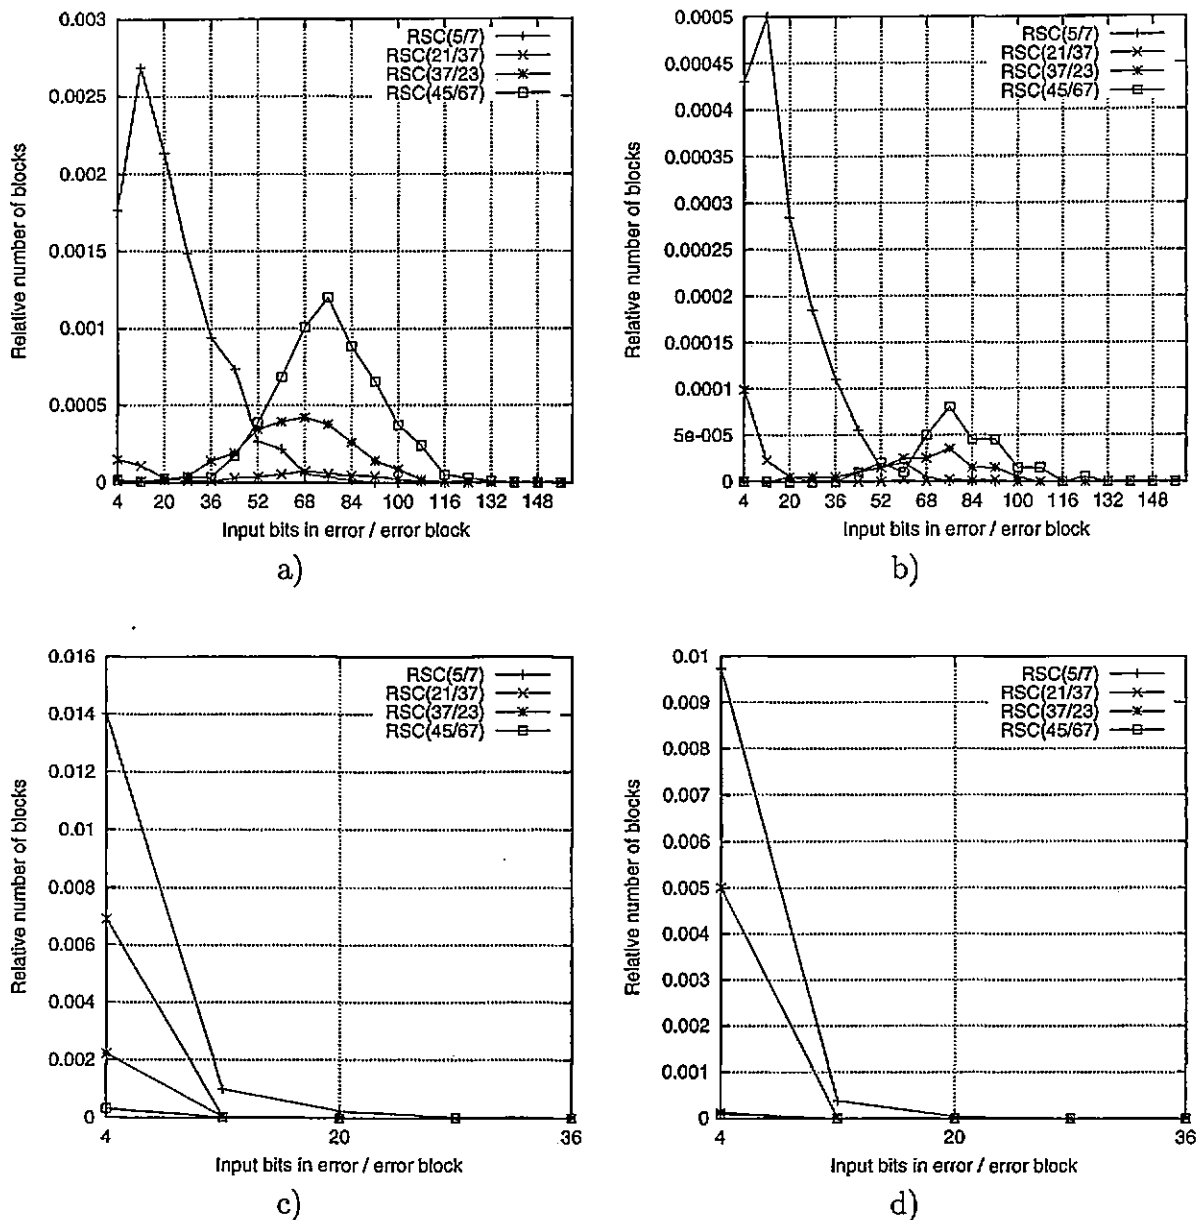 0.003
0.0025
0.002
0.0015
0.001
0.0005
0
Relative number of blocks
RSC(5/7)
RSC(21/37)
RSC(37/23)
RSC(45/67)
4 20 36 52 68 84 100 116 132 148
Input bits in error / error block
a)
0.0005
0.00045
0.0004
0.00035
0.0003
0.00025
0.0002
0.00015
0.0001
5e-005
0
Relative number of blocks
RSC(5/7)
RSC(21/37)
RSC(37/23)
RSC(45/67)
4 20 36 52 68 84 100 116 132 148
Input bits in error / error block
b)
0.016
0.014
0.012
0.01
0.008
0.006
0.004
0.002
0
Relative number of blocks
RSC(5/7)
RSC(21/37)
RSC(37/23)
RSC(45/67)
4 20 36
Input bits in error / error block
c)
0.01
0.009
0.008
0.007
0.006
0.005
0.004
0.003
0.002
0.001
0
Relative number of blocks
RSC(5/7)
RSC(21/37)
RSC(37/23)
RSC(45/67)
4 20 36
Input bits in error / error block
d)